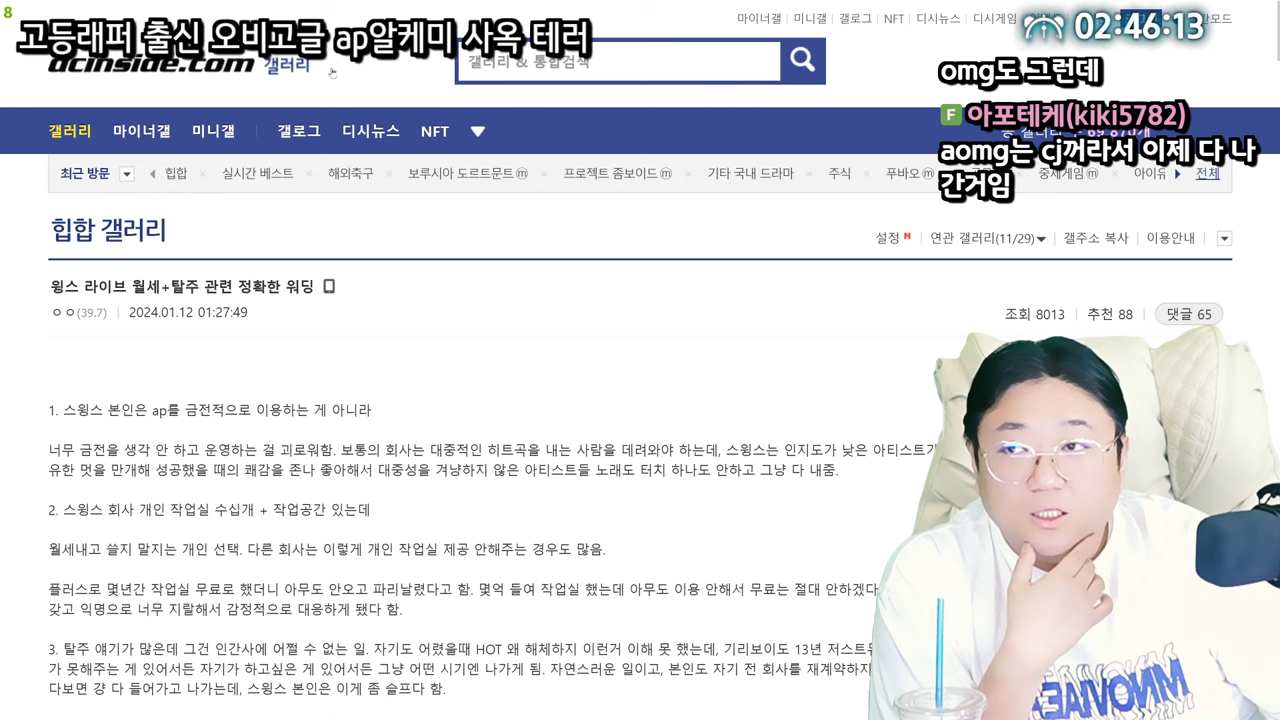 8
고등래퍼 출신 오비고글 ap알케미 사옥 테러
마이너갤 미니갤 갤로그 NFT 디시뉴스 디시게임
02:46:13
dcinside.com 갤러리
갤러리 & 통합검색
omg도 그런데
F 아포테케(kiki5782)
aomg는 cj꺼라서 이제 다 나
간거임
갤러리 마이너갤 미니갤 갤로그 디시뉴스 NFT
최근 방문 힙합 실시간 베스트 해외축구 보루시아 도르트문트ⓜ 프로젝트 좀보이드ⓜ 기타 국내 드라마 주식 푸바오ⓜ 중세게임ⓜ 아이유 전체
힙합 갤러리
설정 N 연관 갤러리(11/29) 갤주소 복사 이용안내
윙스 라이브 월세+탈주 관련 정확한 워딩
ㅇㅇ(39.7) 2024.01.12 01:27:49
조회 8013 추천 88 댓글 65
1. 스윙스 본인은 ap를 금전적으로 이용하는 게 아니라
너무 금전을 생각 안 하고 운영하는 걸 괴로워함. 보통의 회사는 대중적인 히트곡을 내는 사람을 데려와야 하는데, 스윙스는 인지도가 낮은 아티스트가
유한 멋을 만개해 성공했을 때의 쾌감을 존나 좋아해서 대중성을 겨냥하지 않은 아티스트들 노래도 터치 하나도 안하고 그냥 다 내줌.
2. 스윙스 회사 개인 작업실 수십개 + 작업공간 있는데
월세내고 쓸지 말지는 개인 선택. 다른 회사는 이렇게 개인 작업실 제공 안해주는 경우도 많음.
플러스로 몇년간 작업실 무료로 했더니 아무도 안오고 파리날렸다고 함. 몇억 들여 작업실 했는데 아무도 이용 안해서 무료는 절대 안하겠다
갖고 익명으로 너무 지랄해서 감정적으로 대응하게 됐다 함.
3. 탈주 얘기가 많은데 그건 인간사에 어쩔 수 없는 일. 자기도 어렸을때 HOT 왜 해체하지 이런거 이해 못 했는데, 기리보이도 13년 저스트뮤
가 못해주는 게 있어서든 자기가 하고싶은 게 있어서든 그냥 어떤 시기엔 나가게 됨. 자연스러운 일이고, 본인도 자기 전 회사를 재계약하지
다보면 걍 다 들어가고 나가는데, 스윙스 본인은 이게 좀 슬프다 함.